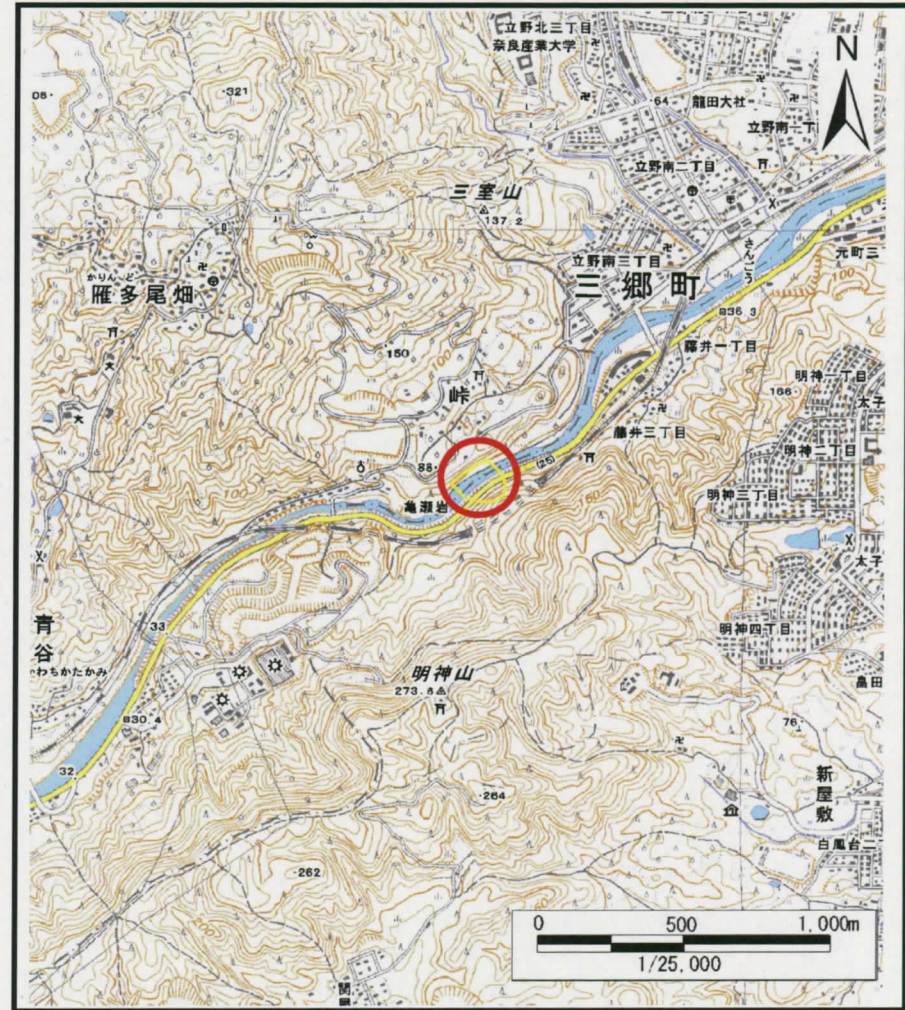 立野北三丁目
奈良産業大学
N
・321
64
龍田大社
立野南一丁
立野南二丁目
三室山
137.2
かりんど
雁多尾畑
立野南三丁目
三郷町
さんごう
元町三
36.3
藤井一丁目
・150
峠
明神一丁目
太子
166・
藤井三丁目
明神二丁目
88・
(25)
亀瀬岩
明神三丁目
太子
青谷
わちかたかみ
33
明神四丁目
明神山
273.6
畠田
30.4
76
32
・264
新屋敷
白鳳台二
・262
関屋
0 500 1,000m
1/25,000